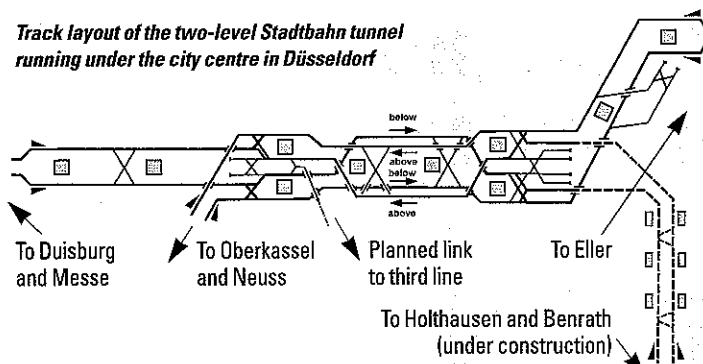 Track layout of the two-level Stadtbahn tunnel
running under the city centre in Düsseldorf
below
above
below
above
To Duisburg
and Messe
To Oberkassel
and Neuss
Planned link
to third line
To Eller
To Holthausen and Benrath
(under construction)